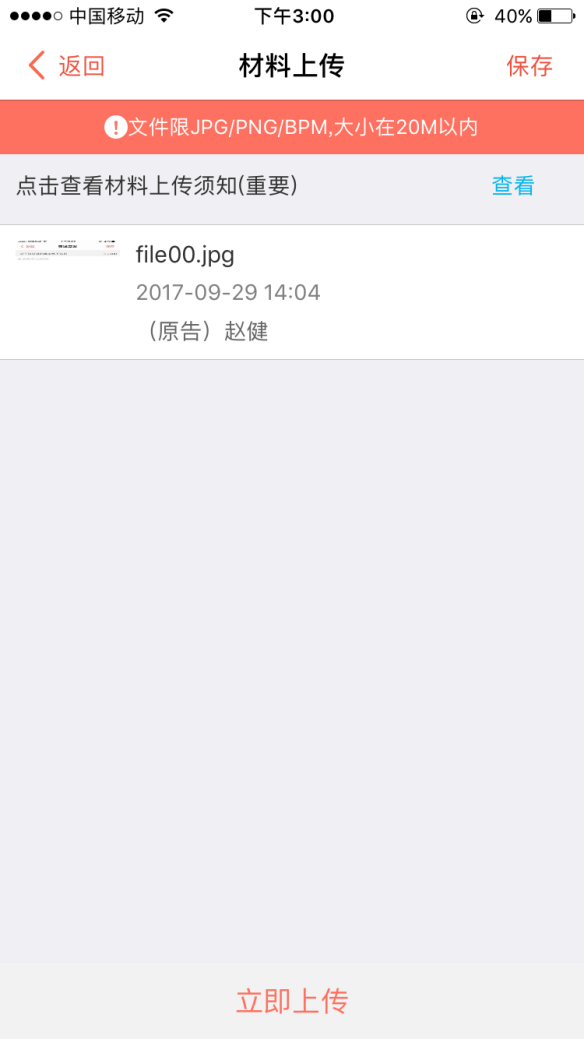 中国移动 下午3:00 40%
返回 材料上传 保存
文件限JPG/PNG/BPM,大小在20M以内
点击查看材料上传须知(重要) 查看
file00.jpg
2017-09-29 14:04
（原告）赵健
立即上传